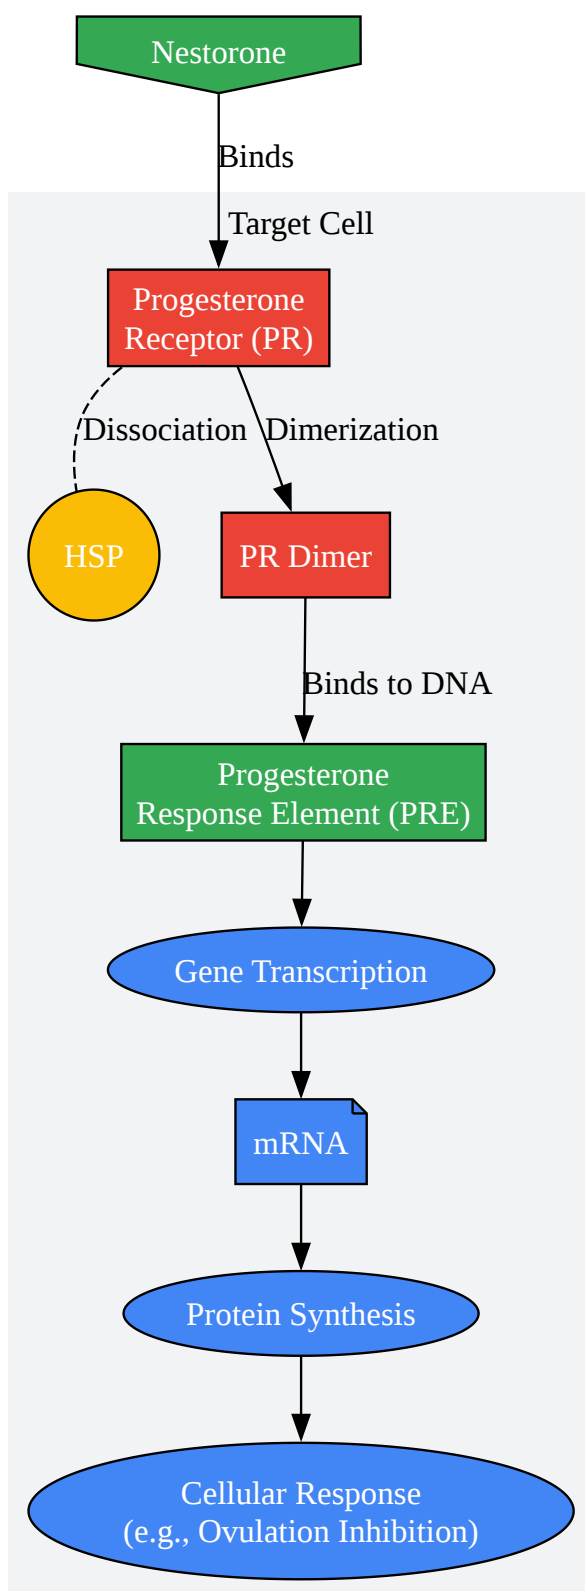 Nestorone
Binds
Target Cell
Progesterone
Receptor (PR)
Dissociation
Dimerization
HSP
PR Dimer
Binds to DNA
Progesterone
Response Element (PRE)
Gene Transcription
mRNA
Protein Synthesis
Cellular Response
(e.g., Ovulation Inhibition)